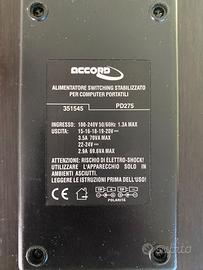 ACCORD
ALIMENTATORE SWITCHING STABILIZZATO
PER COMPUTER PORTATILI
351545 PD275
INGRESSO: 100-240V 50/60Hz 1.3A MAX
USCITA: 15-16-18-19-20V
3.5A 70VA MAX
22-24V
2.9A 69.6VA MAX
ATTENZIONE: RISCHIO DI ELETTRO-SHOCK!
UTILIZZARE L'APPARECCHIO SOLO IN
AMBIENTI ASCIUTTI.
LEGGERE LE ISTRUZIONI PRIMA DELL'USO!
POLARITÀ
subito